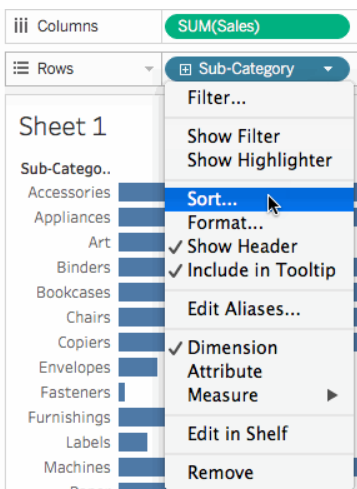 Columns
SUM(Sales)
Rows
Sub-Category
Filter...
Show Filter
Show Highlighter
Sort...
Format...
Show Header
Include in Tooltip
Edit Aliases...
Dimension
Attribute
Measure
Edit in Shelf
Remove
Sheet 1
Sub-Catego..
Accessories
Appliances
Art
Binders
Bookcases
Chairs
Copiers
Envelopes
Fasteners
Furnishings
Labels
Machines